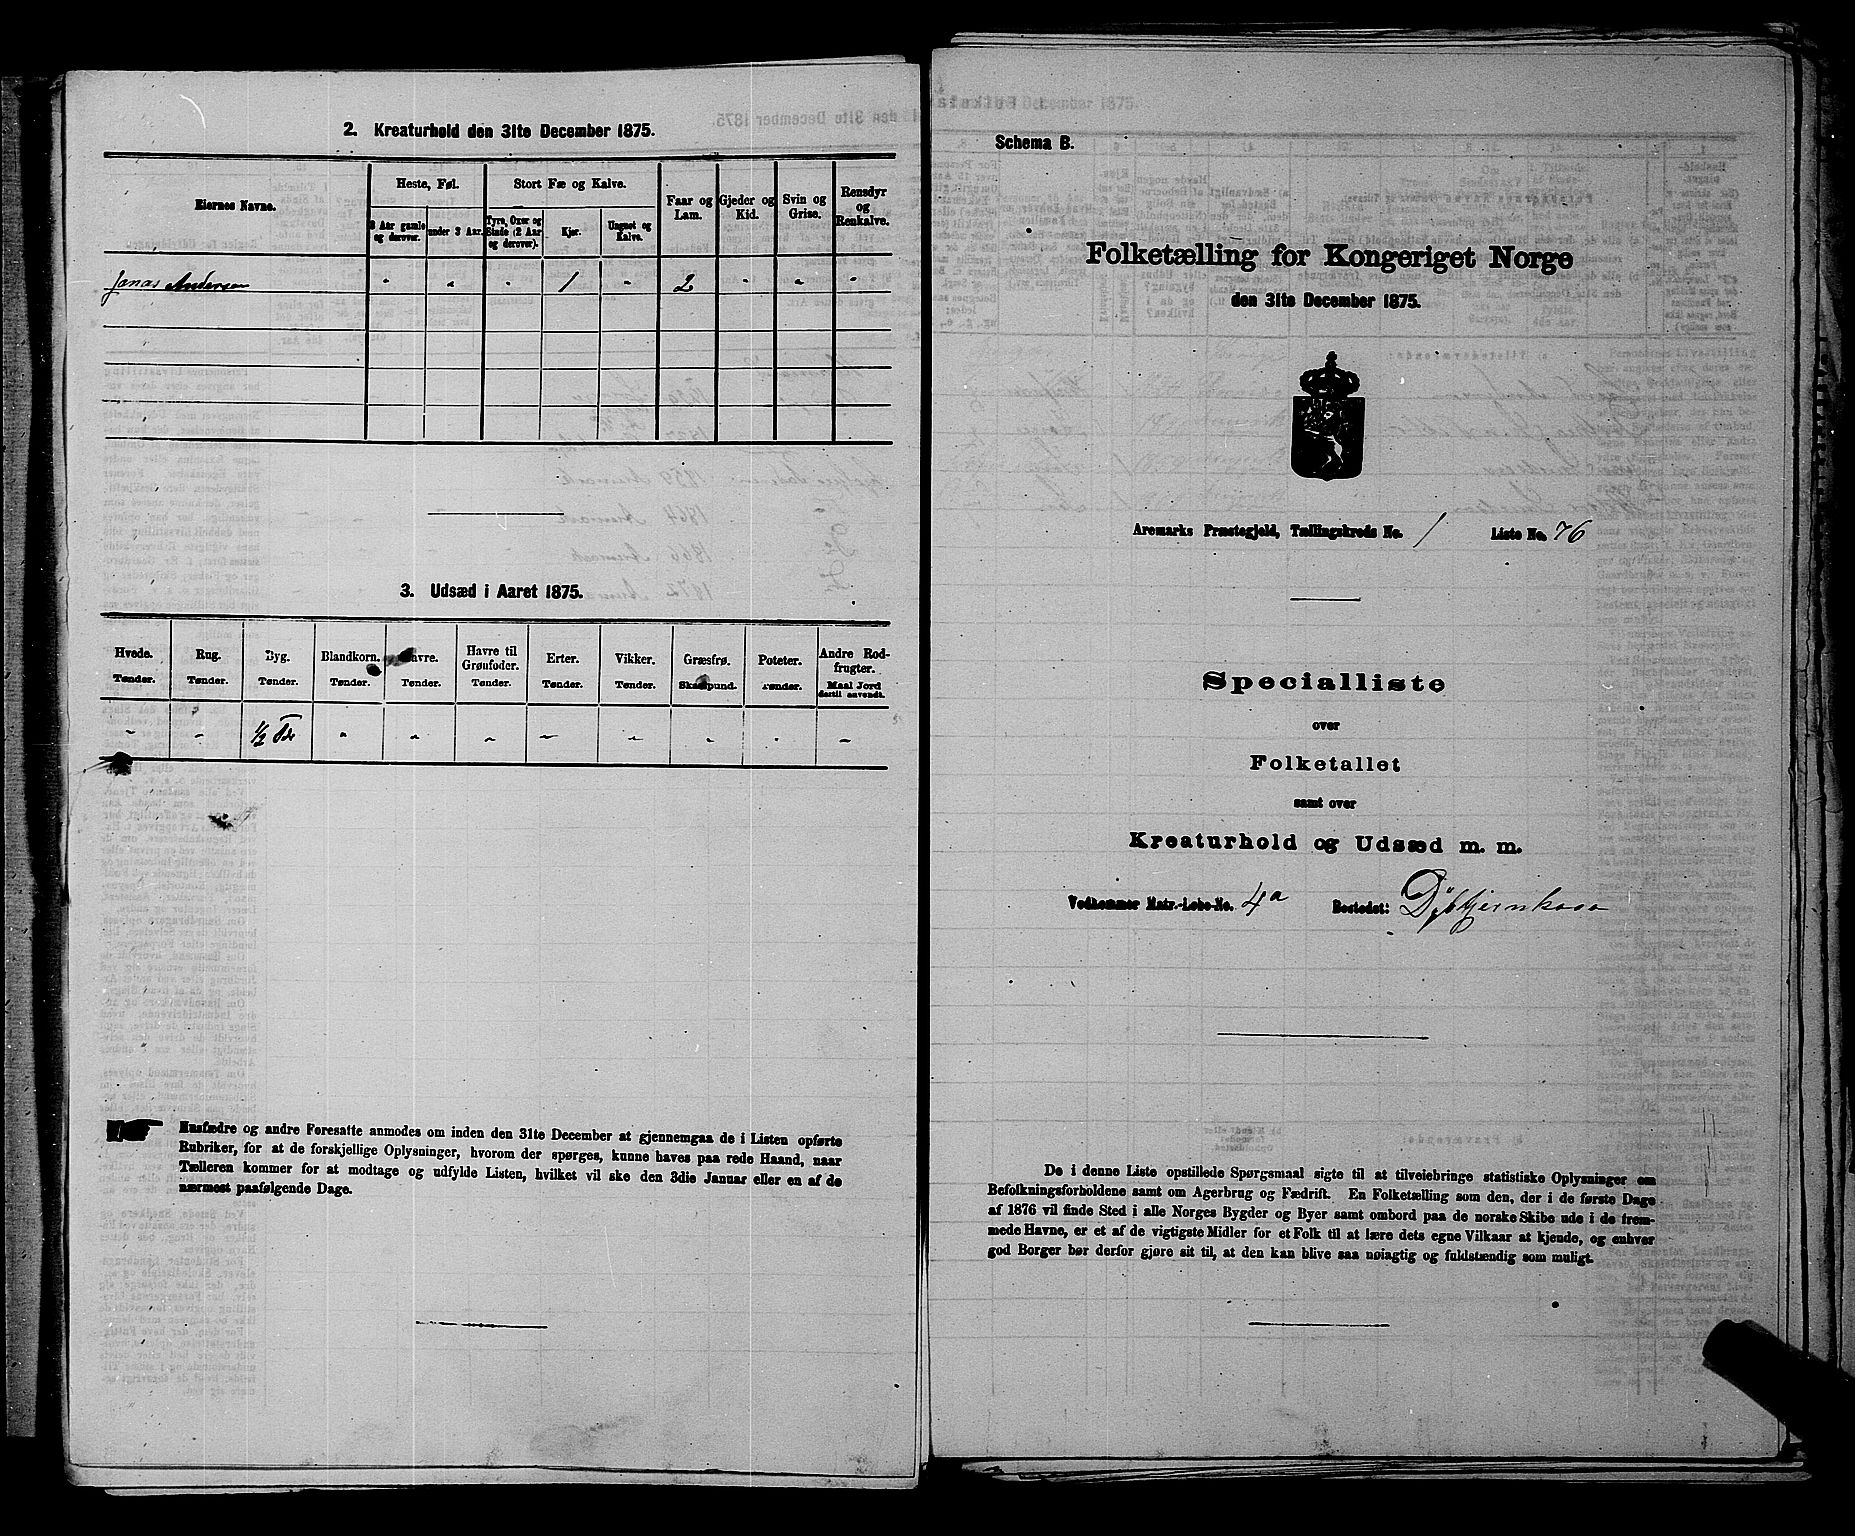 2. Kreaturhold den 31te December 1875.
Eiernes Navne.
Heste, Føl.
3 Aar gamle og derover.
under 3 Aar.
Stort Fæ og Kalve.
Tyre, Oxer og Stude (2 Aar og derover).
Kjør.
Ungnøt og Kalve.
Faar og Lam.
Gjeder og Kid.
Svin og Grise.
Rensdyr og Renkalve.
Jonas Andersen " " " 1 " 2 " " "
3. Udsæd i Aaret 1875.
Hvede. Rug. Byg. Blandkorn. Havre. Havre til Grønfoder. Erter. Vikker. Græsfrø. Poteter. Andre Rodfrugter.
Tønder. Tønder. Tønder. Tønder. Tønder. Tønder. Tønder. Tønder. Skaalpund. Tønder. Maal Jord dertil anvendt.
" " 1/2 Tde " " " " " " " "
Husfædre og andre Foresatte anmodes om inden den 31te December at gjennemgaa de i Listen opførte
Rubriker, for at de forskjellige Oplysninger, hvorom der spørges, kunne haves paa rede Haand, naar
Tælleren kommer for at modtage og udfylde Listen, hvilket vil ske den 3die Januar eller en af de
nærmest paafølgende Dage.
Schema B.
Folketælling for Kongeriget Norge
den 31te December 1875.
Aremarks Præstegjeld, Tællingskreds No. 1 Liste No. 76
Specialliste
over
Folketallet
samt over
Kreaturhold og Udsæd m. m.
Vedkommer Matr.-Løbe-No. 4a Bostedet:
De i denne Liste opstillede Spørgsmaal sigte til at tilveiebringe statistiske Oplysninger om
Befolkningsforholdene samt om Agerbrug og Fædrift. En Folketælling som den, der i de første Dage
af 1876 vil finde Sted i alle Norges Bygder og Byer samt ombord paa de norske Skibe ude i de frem-
mede Havne, er et af de vigtigste Midler for et Folk til at lære dets egne Vilkaar at kjende, og enhver
god Borger bør derfor gjøre sit til, at den kan blive saa nøiagtig og fuldstændig som muligt.